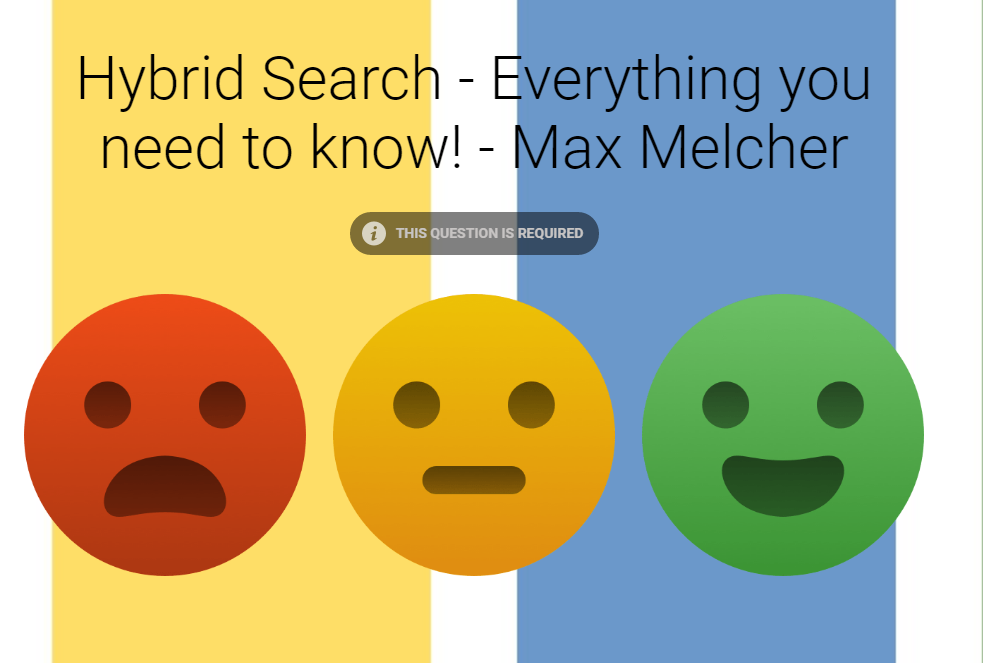 Hybrid Search - Everything you
need to know! - Max Melcher
i THIS QUESTION IS REQUIRED